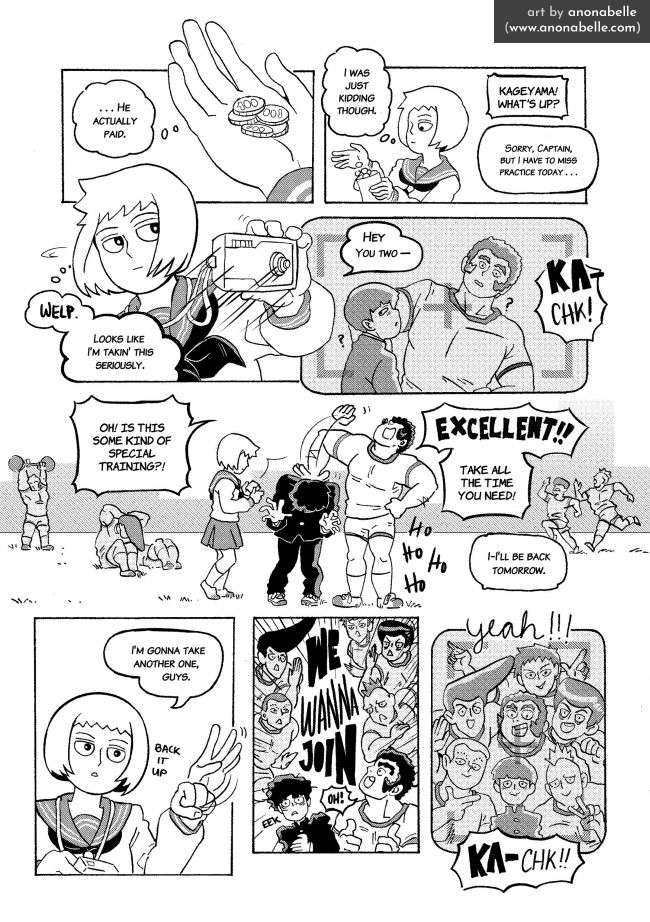 art by anonabelle
(www.anonabelle.com)
. . . He
actually
paid.
100
I was
just
kidding
though.
Kageyama!
What's up?
Sorry, Captain,
but I have to miss
practice today . . .
Welp.
Looks like
I'm takin' this
seriously.
Hey
you two —
?
?
KA-
CHK!
Oh! Is this
some kind of
special
training?!
EXCELLENT!!
Take all
the time
you need!
Ho
Ho
Ho
Ho
I-I'll be back
tomorrow.
I'm gonna take
another one,
guys.
BACK
IT
UP
WE
WANNA
JOIN
EEK
OH!
yeah!!!
KA-CHK!!